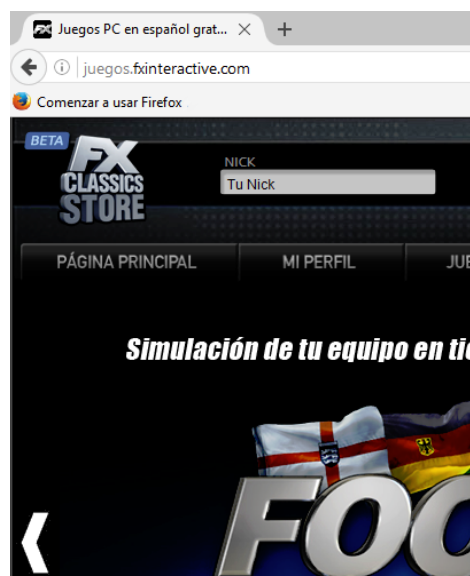 Juegos PC en español grat...
juegos.fxinteractive.com
Comenzar a usar Firefox
BETA
FX
CLASSICS
STORE
NICK
Tu Nick
PÁGINA PRINCIPAL
MI PERFIL
Simulación de tu equipo en